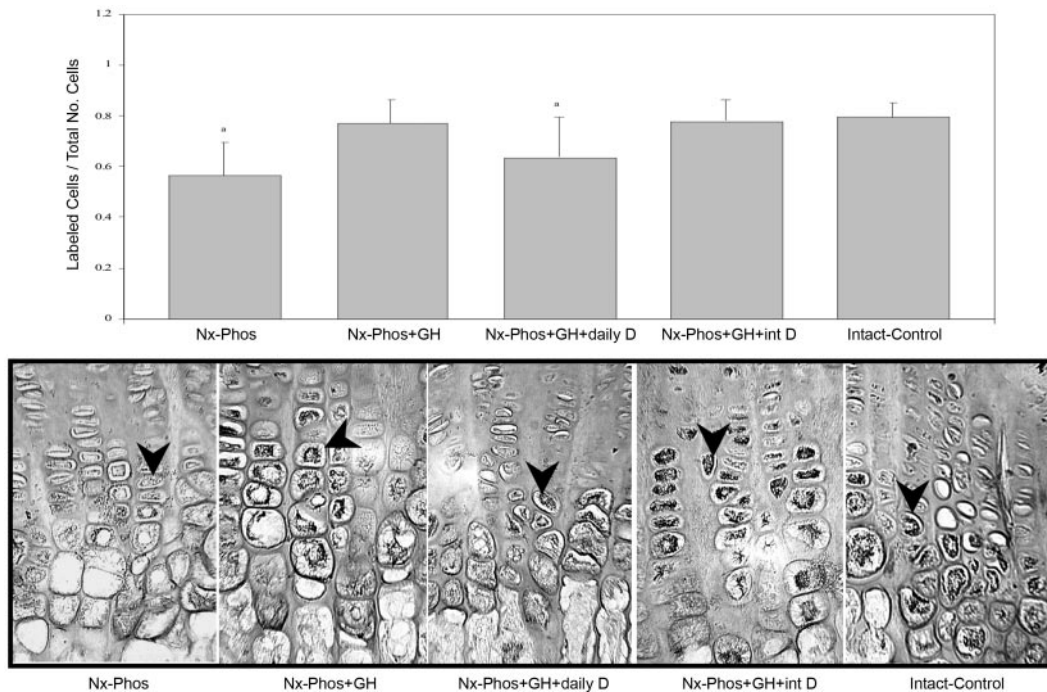 1.2
1
0.8
0.6
0.4
0.2
0
Labeled Cells / Total No. Cells
a
a
Nx-Phos Nx-Phos+GH Nx-Phos+GH+daily D Nx-Phos+GH+int D Intact-Control
Nx-Phos Nx-Phos+GH Nx-Phos+GH+daily D Nx-Phos+GH+int D Intact-Control